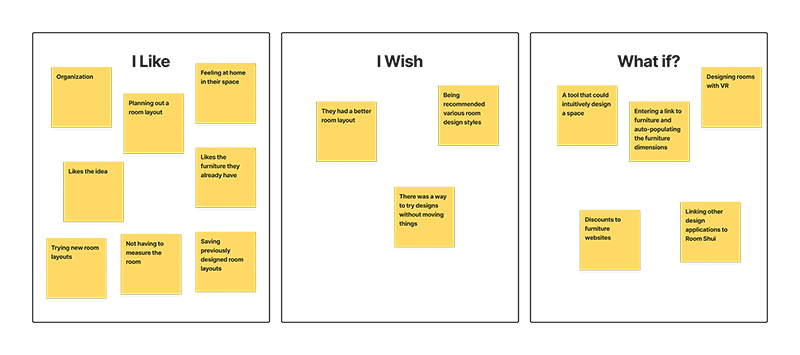 I Like
Organization
Planning out a
room layout
Feeling at home
in their space
Likes the idea
Likes the
furniture they
already have
Trying new room
layouts
Not having to
measure the
room
Saving
previously
designed room
layouts
I Wish
They had a better
room layout
Being
recommended
various room
design styles
There was a way
to try designs
without moving
things
What if?
A tool that could
intuitively design
a space
Entering a link to
furniture and
auto-populating
the furniture
dimensions
Designing rooms
with VR
Discounts to
furniture
websites
Linking other
design
applications to
Room Shui